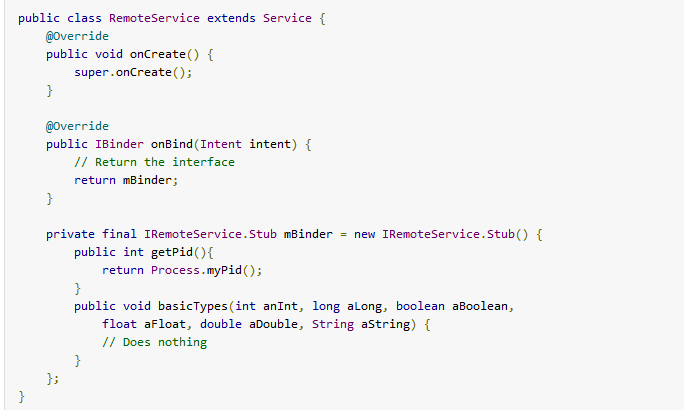 public class RemoteService extends Service {
    @Override
    public void onCreate() {
        super.onCreate();
    }

    @Override
    public IBinder onBind(Intent intent) {
        // Return the interface
        return mBinder;
    }

    private final IRemoteService.Stub mBinder = new IRemoteService.Stub() {
        public int getPid(){
            return Process.myPid();
        }
        public void basicTypes(int anInt, long aLong, boolean aBoolean,
            float aFloat, double aDouble, String aString) {
            // Does nothing
        }
    };
}